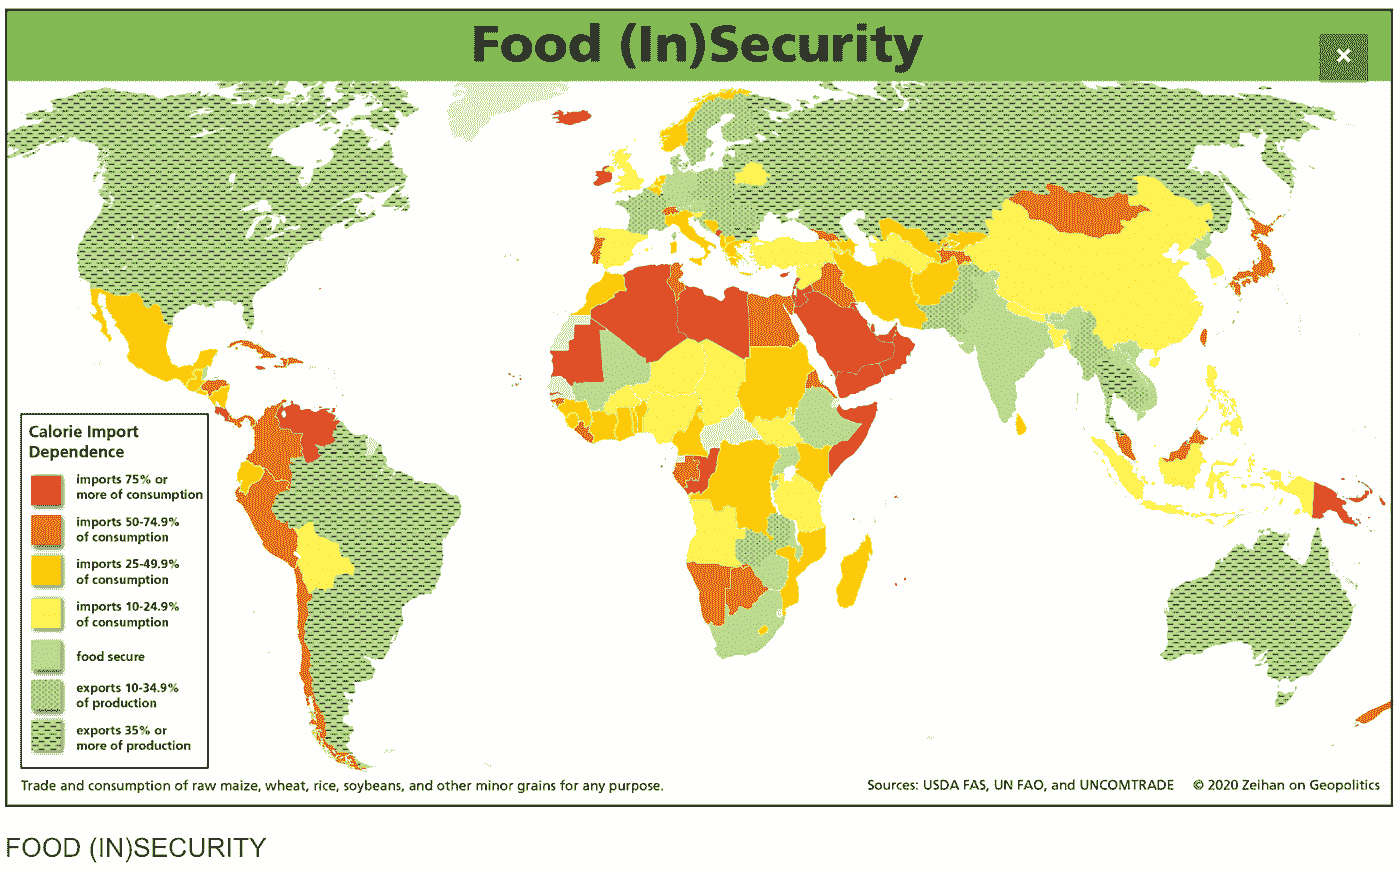 Food (In)Security
×
Calorie Import
Dependence
imports 75% or
more of consumption
imports 50-74.9%
of consumption
imports 25-49.9%
of consumption
imports 10-24.9%
of consumption
food secure
exports 10-34.9%
of production
exports 35% or
more of production
Trade and consumption of raw maize, wheat, rice, soybeans, and other minor grains for any purpose.
Sources: USDA FAS, UN FAO, and UNCOMTRADE © 2020 Zeihan on Geopolitics
FOOD (IN)SECURITY